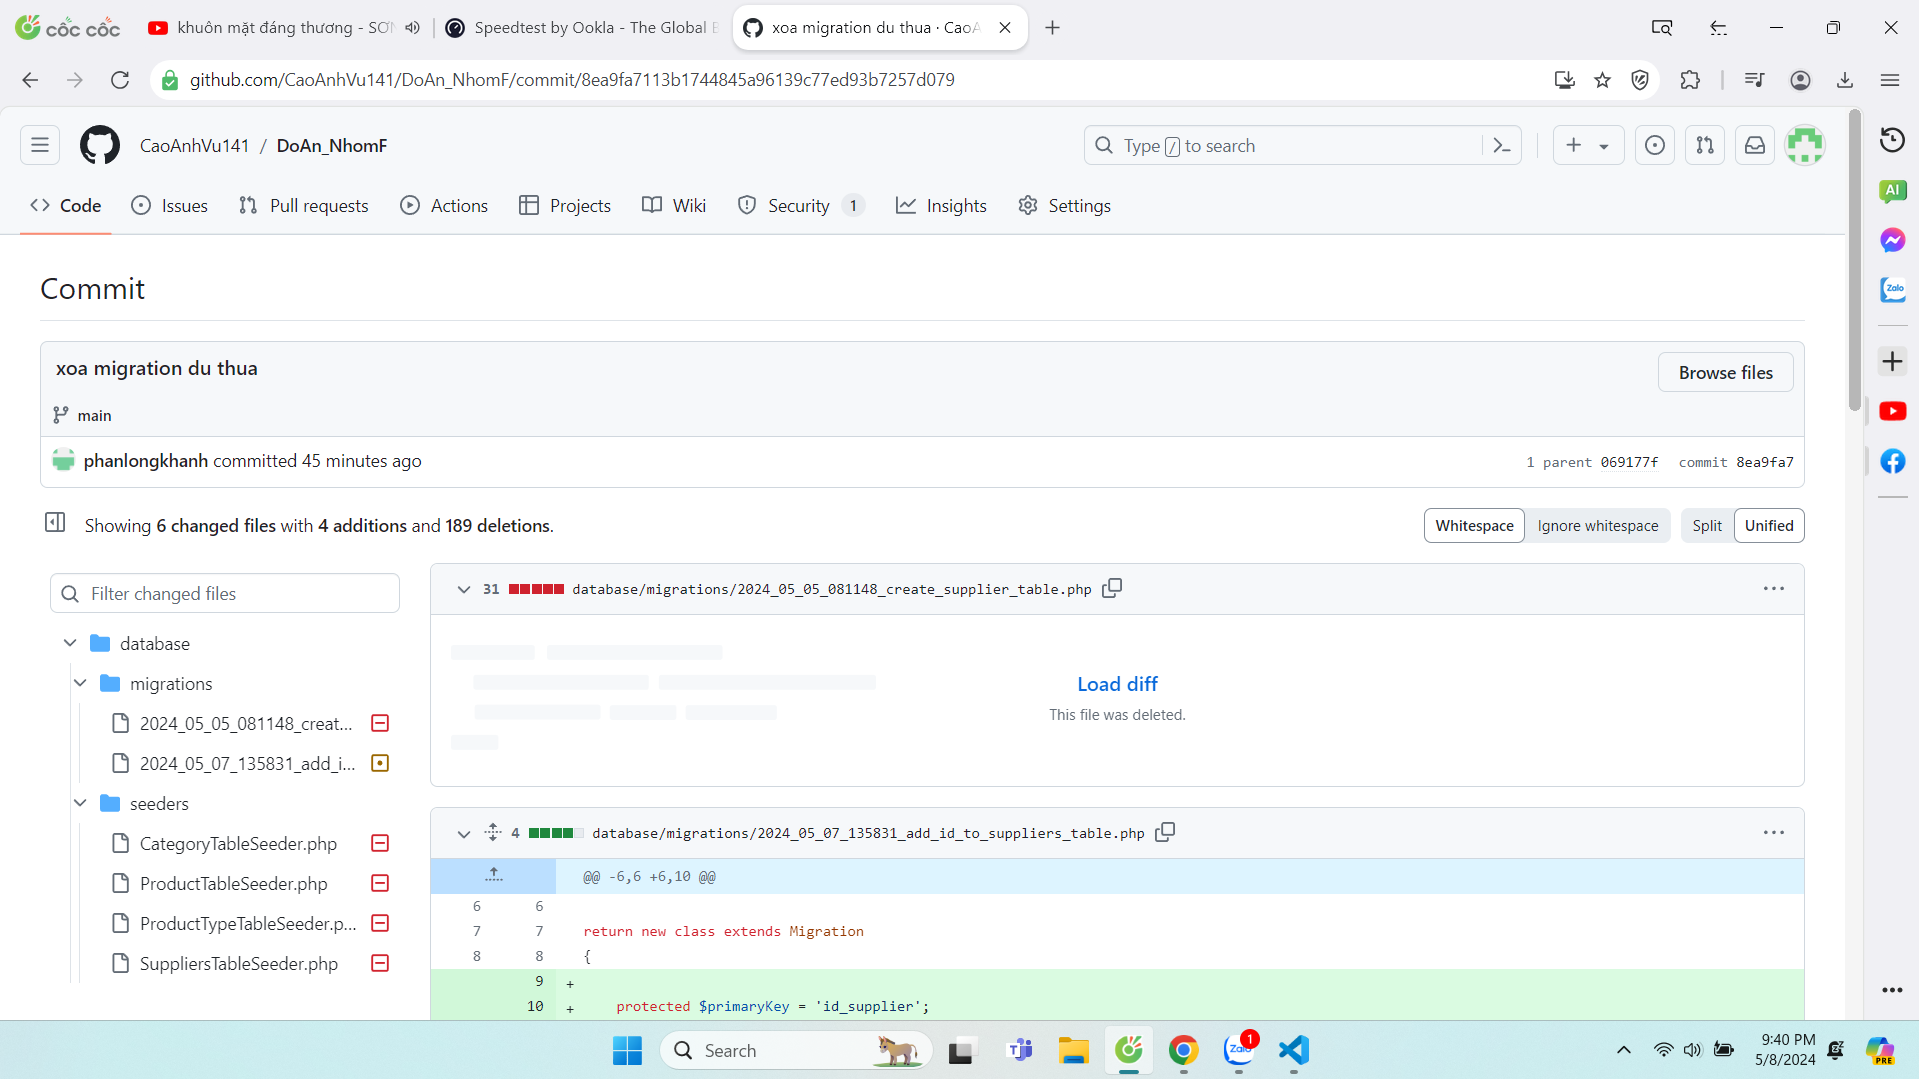 cốc cốc
khuôn mặt đáng thương - SƠN
Speedtest by Ookla - The Global B
xoa migration du thua · CaoA
github.com/CaoAnhVu141/DoAn_NhomF/commit/8ea9fa7113b1744845a96139c77ed93b7257d079
CaoAnhVu141 / DoAn_NhomF
Type / to search
Code
Issues
Pull requests
Actions
Projects
Wiki
Security 1
Insights
Settings
AI
Zalo
Commit
xoa migration du thua
Browse files
main
phanlongkhanh committed 45 minutes ago
1 parent 069177f commit 8ea9fa7
Showing 6 changed files with 4 additions and 189 deletions.
Whitespace
Ignore whitespace
Split
Unified
Filter changed files
database
migrations
2024_05_05_081148_creat...
2024_05_07_135831_add_i...
seeders
CategoryTableSeeder.php
ProductTableSeeder.php
ProductTypeTableSeeder.p...
SuppliersTableSeeder.php
31 database/migrations/2024_05_05_081148_create_supplier_table.php
Load diff
This file was deleted.
4 database/migrations/2024_05_07_135831_add_id_to_suppliers_table.php
@@ -6,6 +6,10 @@
6 6
7 7 return new class extends Migration
8 8 {
9 +
10 + protected $primaryKey = 'id_supplier';
Search
Zalo
1
9:40 PM
5/8/2024
PRE